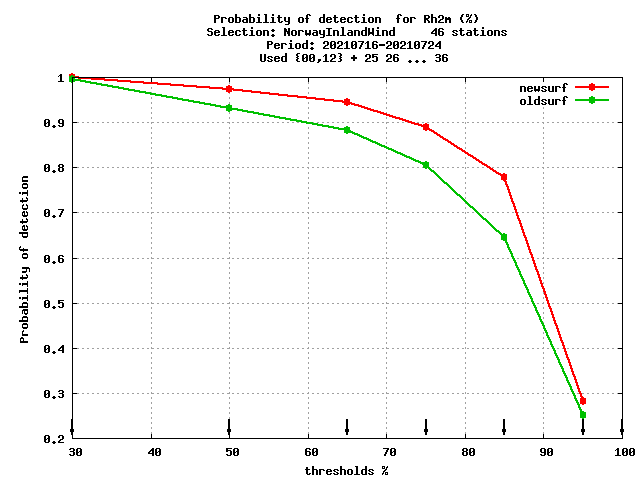 Probability of detection  for Rh2m (%)
Selection: NorwayInlandWind     46 stations
Period: 20210716-20210724
Used {00,12} + 25 26 ... 36
newsurf
oldsurf
Probability of detection
1
0.9
0.8
0.7
0.6
0.5
0.4
0.3
0.2
30 40 50 60 70 80 90 100
thresholds %